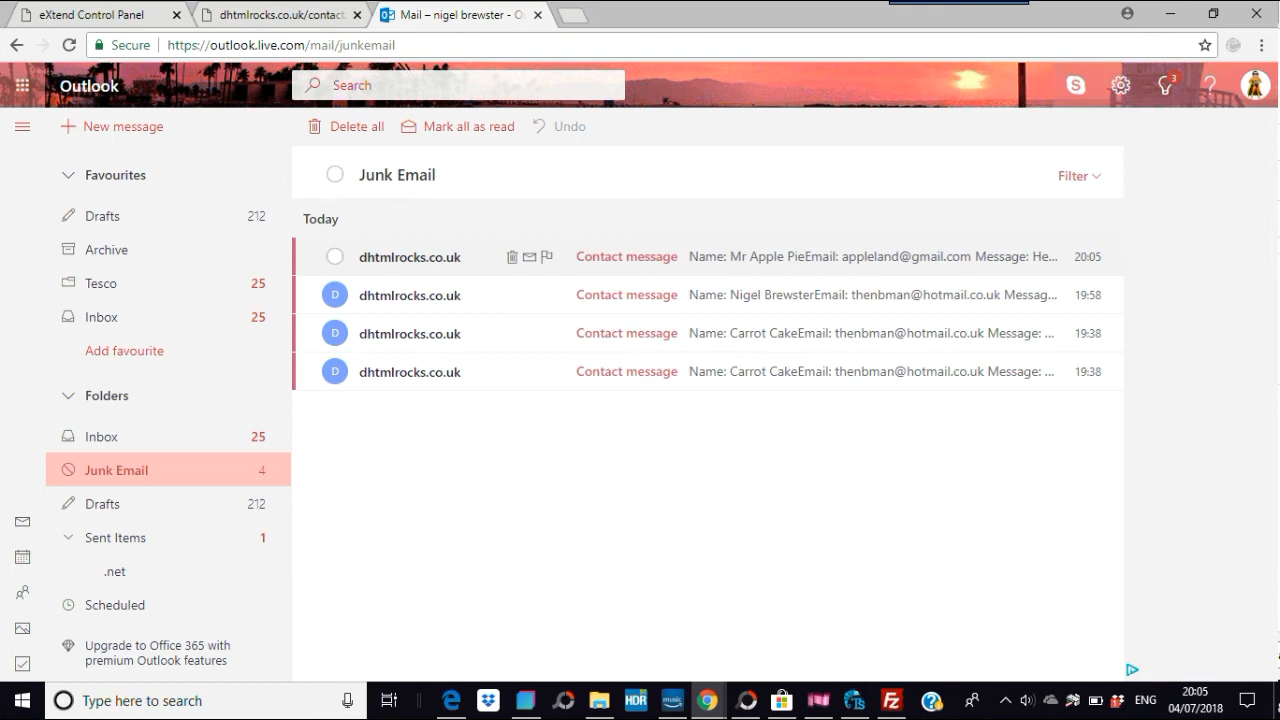 eXtend Control Panel
dhtmlrocks.co.uk/contact
Mail – nigel brewster - Ou
Secure https://outlook.live.com/mail/junkemail
Outlook
Search
3
New message
Delete all
Mark all as read
Undo
Favourites
Drafts 212
Archive
Tesco 25
Inbox 25
Add favourite
Folders
Inbox 25
Junk Email 4
Drafts 212
Sent Items 1
.net
Scheduled
Upgrade to Office 365 with
premium Outlook features
Junk Email
Filter
Today
dhtmlrocks.co.uk Contact message Name: Mr Apple PieEmail: appleland@gmail.com Message: He... 20:05
D dhtmlrocks.co.uk Contact message Name: Nigel BrewsterEmail: thenbman@hotmail.co.uk Messag... 19:58
D dhtmlrocks.co.uk Contact message Name: Carrot CakeEmail: thenbman@hotmail.co.uk Message: ... 19:38
D dhtmlrocks.co.uk Contact message Name: Carrot CakeEmail: thenbman@hotmail.co.uk Message: ... 19:38
Type here to search
HDR
music
Fz
ENG
20:05
04/07/2018